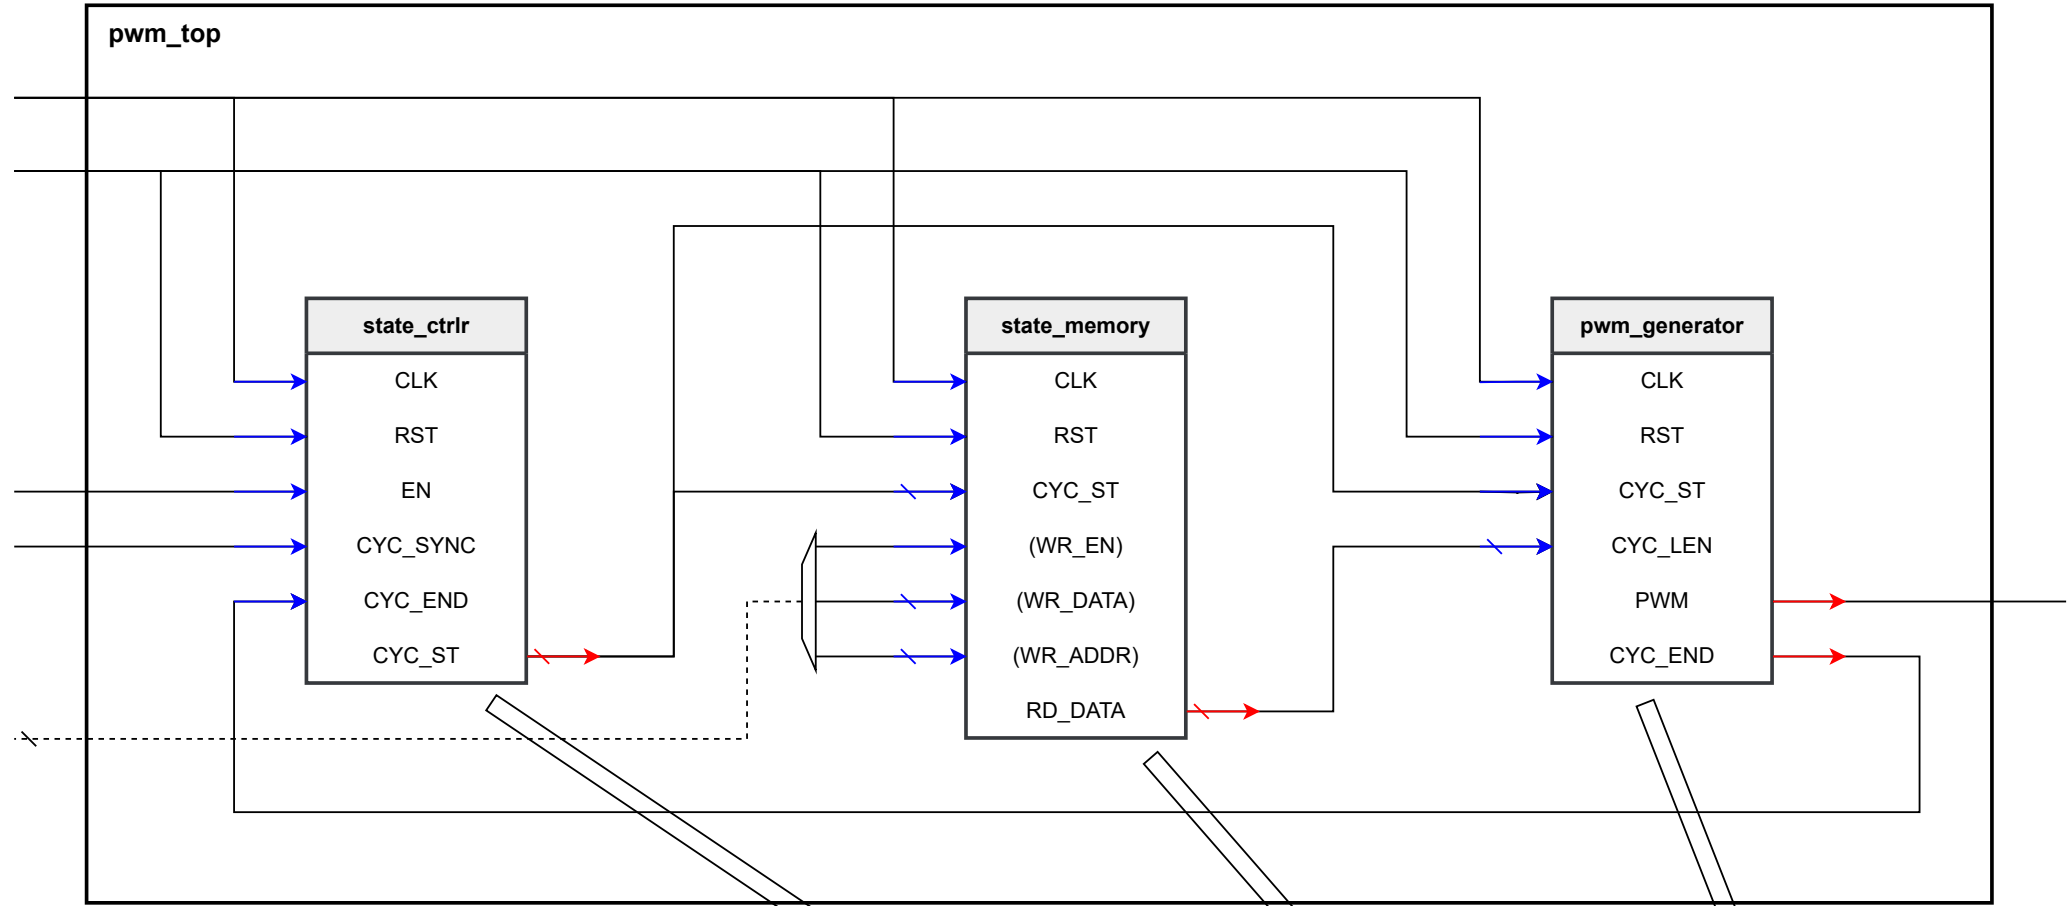 pwm_top
state_ctrlr
CLK
RST
EN
CYC_SYNC
CYC_END
CYC_ST
state_memory
CLK
RST
CYC_ST
(WR_EN)
(WR_DATA)
(WR_ADDR)
RD_DATA
pwm_generator
CLK
RST
CYC_ST
CYC_LEN
PWM
CYC_END